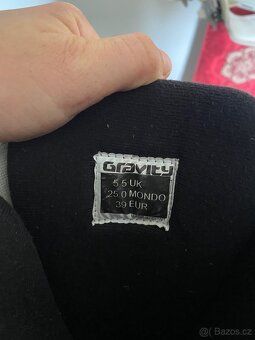 Gravity
5.5 UK
25.0 MONDO
39 EUR
Bazos.cz